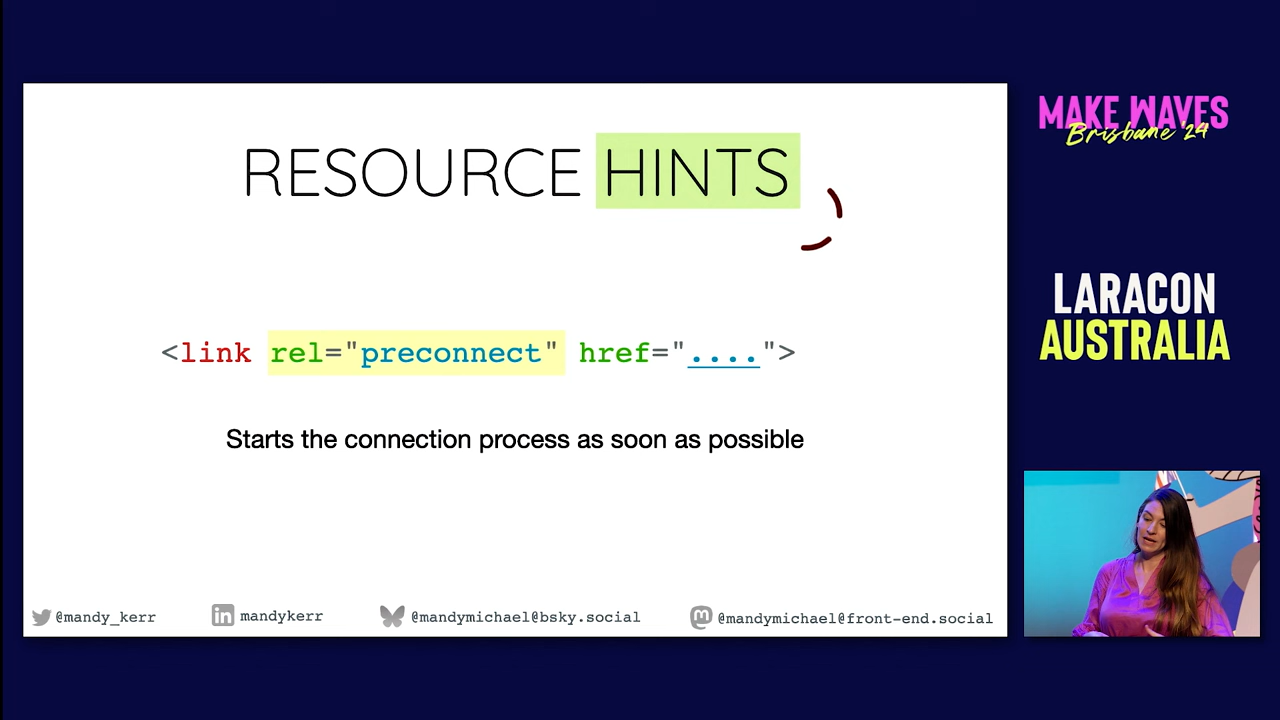 RESOURCE HINTS
<link rel="preconnect" href="....">
Starts the connection process as soon as possible
@mandy_kerr
mandykerr
@mandymichael@bsky.social
@mandymichael@front-end.social
MAKE WAVES
Brisbane '24
LARACON
AUSTRALIA